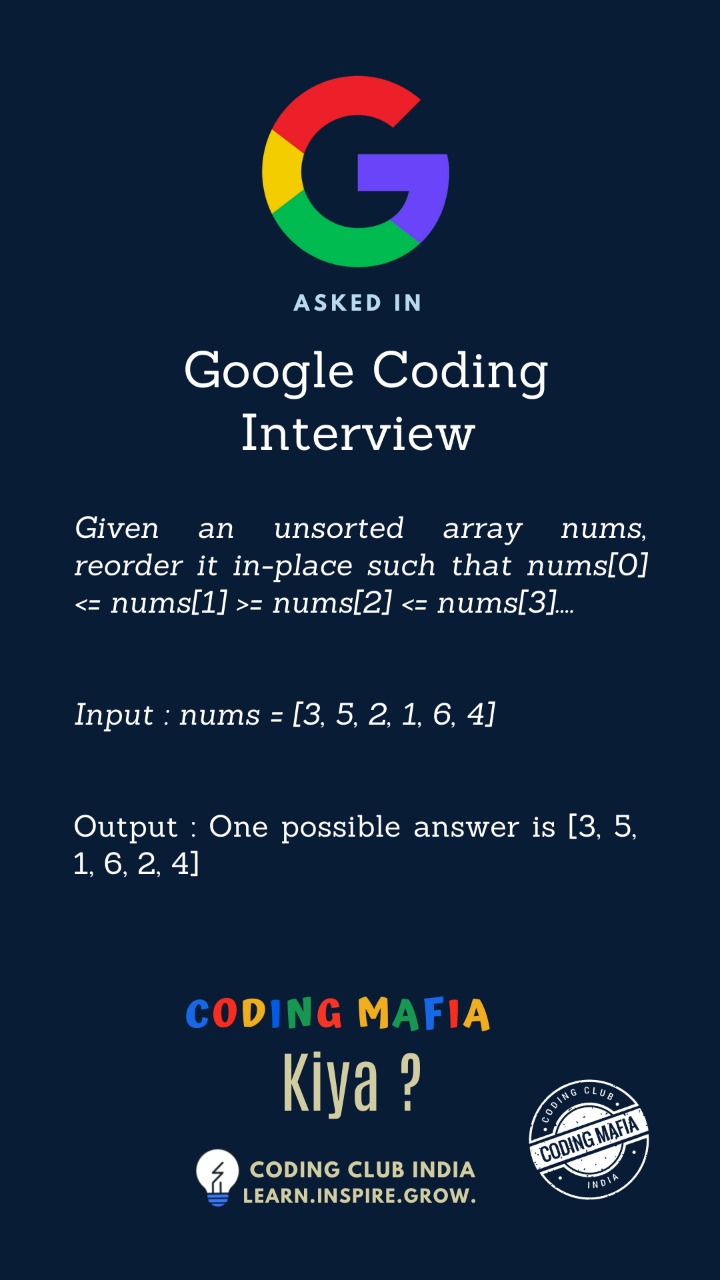 ASKED IN
Google Coding
Interview
Given an unsorted array nums,
reorder it in-place such that nums[0]
<= nums[1] >= nums[2] <= nums[3]....
Input : nums = [3, 5, 2, 1, 6, 4]
Output : One possible answer is [3, 5,
1, 6, 2, 4]
CODING MAFIA
Kiya ?
CODING CLUB INDIA
LEARN.INSPIRE.GROW.
CODING CLUB
CODING MAFIA
INDIA